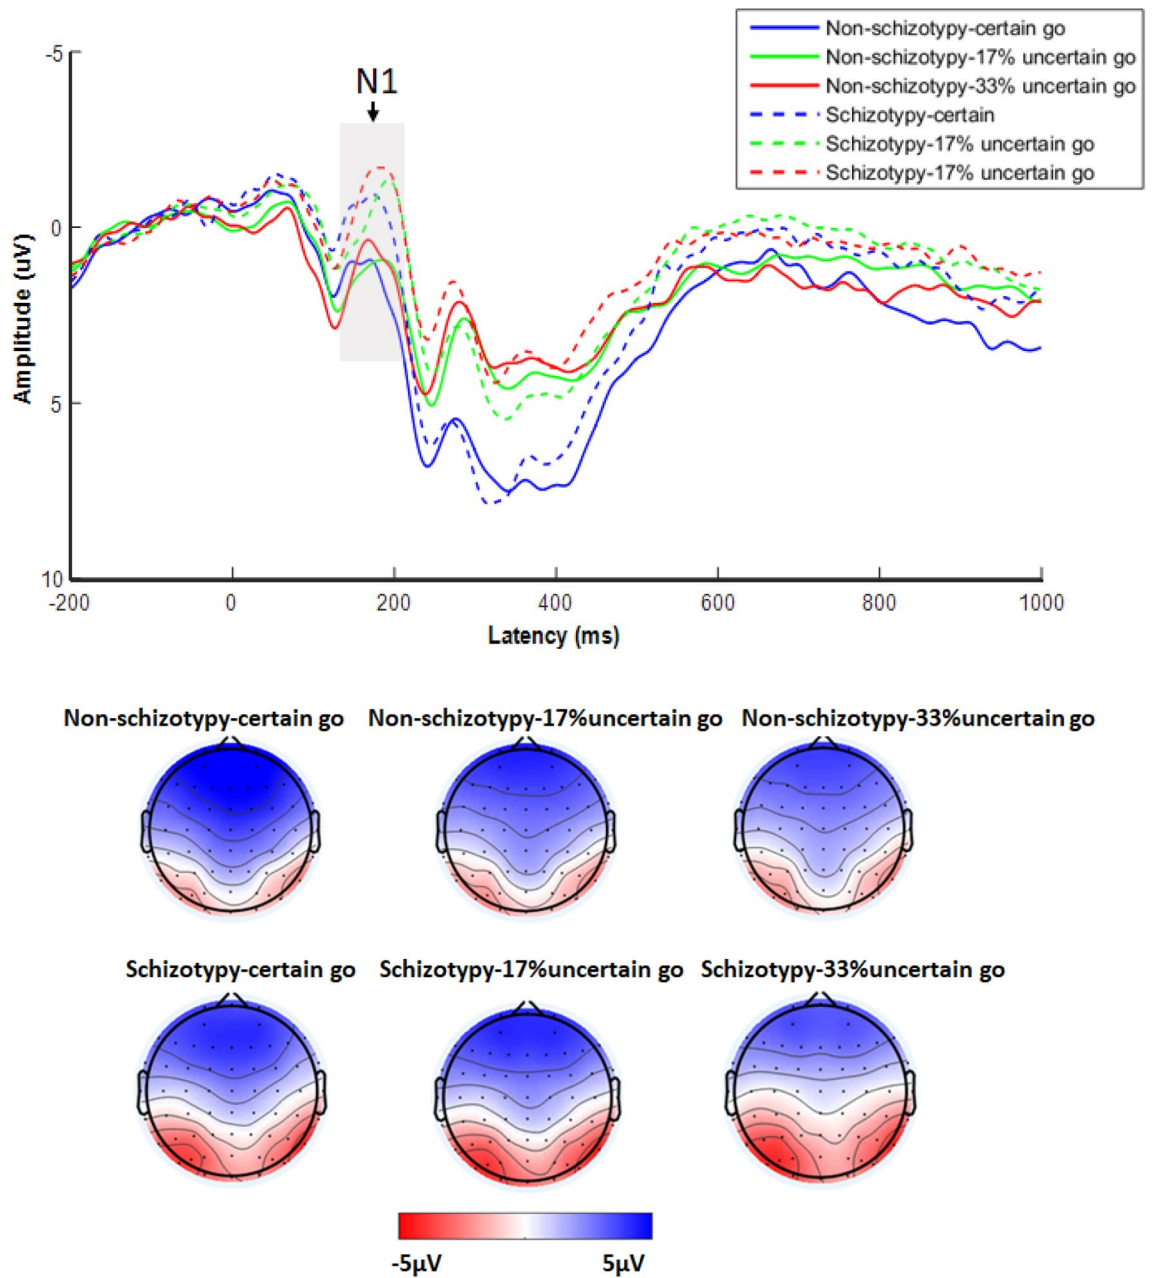 Non-schizotypy-certain go
Non-schizotypy-17% uncertain go
Non-schizotypy-33% uncertain go
Schizotypy-certain
Schizotypy-17% uncertain go
Schizotypy-17% uncertain go
N1
-5
0
5
10
Amplitude (uV)
-200 0 200 400 600 800 1000
Latency (ms)
Non-schizotypy-certain go Non-schizotypy-17%uncertain go Non-schizotypy-33%uncertain go
Schizotypy-certain go Schizotypy-17%uncertain go Schizotypy-33%uncertain go
-5μV 5μV